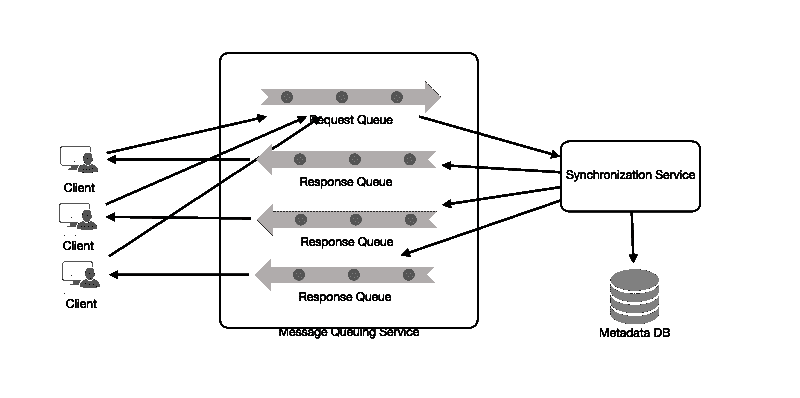 Request Queue
Response Queue
Response Queue
Response Queue
Message Queuing Service
Client
Client
Client
Synchronization Service
Metadata DB